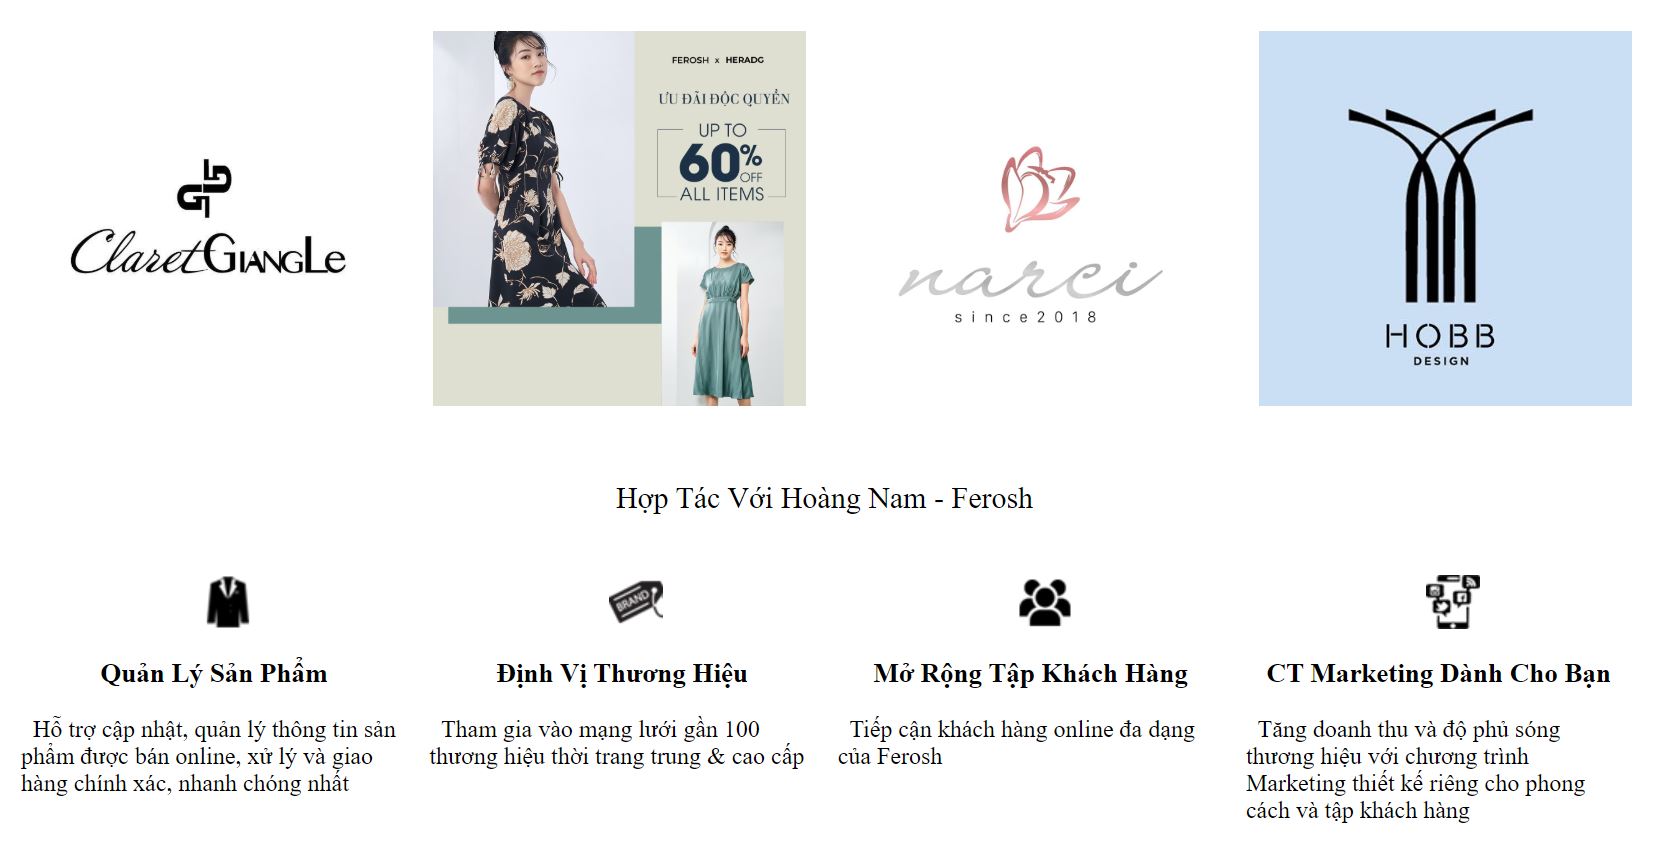 ClaretGiangLe
FEROSH x HERADG
ƯU ĐÃI ĐỘC QUYỀN
UP TO
60% OFF
ALL ITEMS
narci
since2018
HOBB
DESIGN
Hợp Tác Với Hoàng Nam - Ferosh
BRAND
Quản Lý Sản Phẩm
Hỗ trợ cập nhật, quản lý thông tin sản
phẩm được bán online, xử lý và giao
hàng chính xác, nhanh chóng nhất
Định Vị Thương Hiệu
Tham gia vào mạng lưới gần 100
thương hiệu thời trang trung & cao cấp
Mở Rộng Tập Khách Hàng
Tiếp cận khách hàng online đa dạng
của Ferosh
CT Marketing Dành Cho Bạn
Tăng doanh thu và độ phủ sóng
thương hiệu với chương trình
Marketing thiết kế riêng cho phong
cách và tập khách hàng